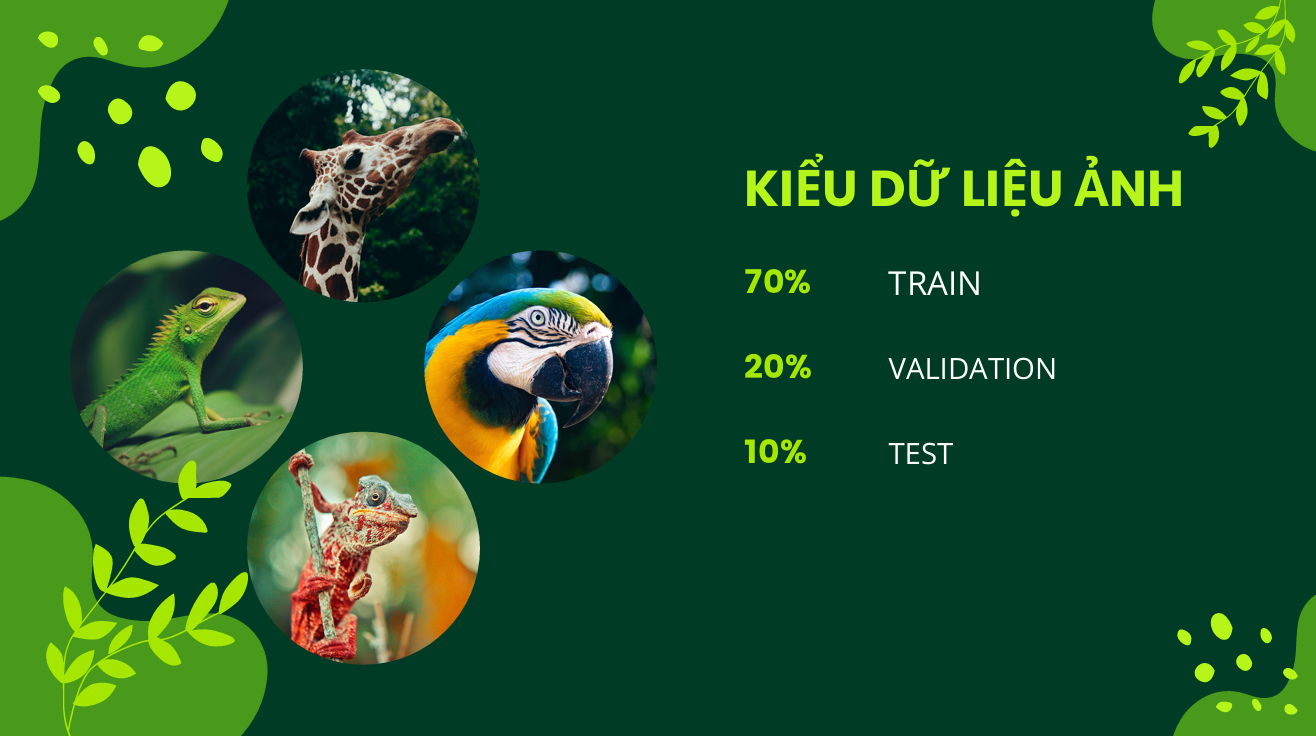 KIỂU DỮ LIỆU ẢNH
70% TRAIN
20% VALIDATION
10% TEST